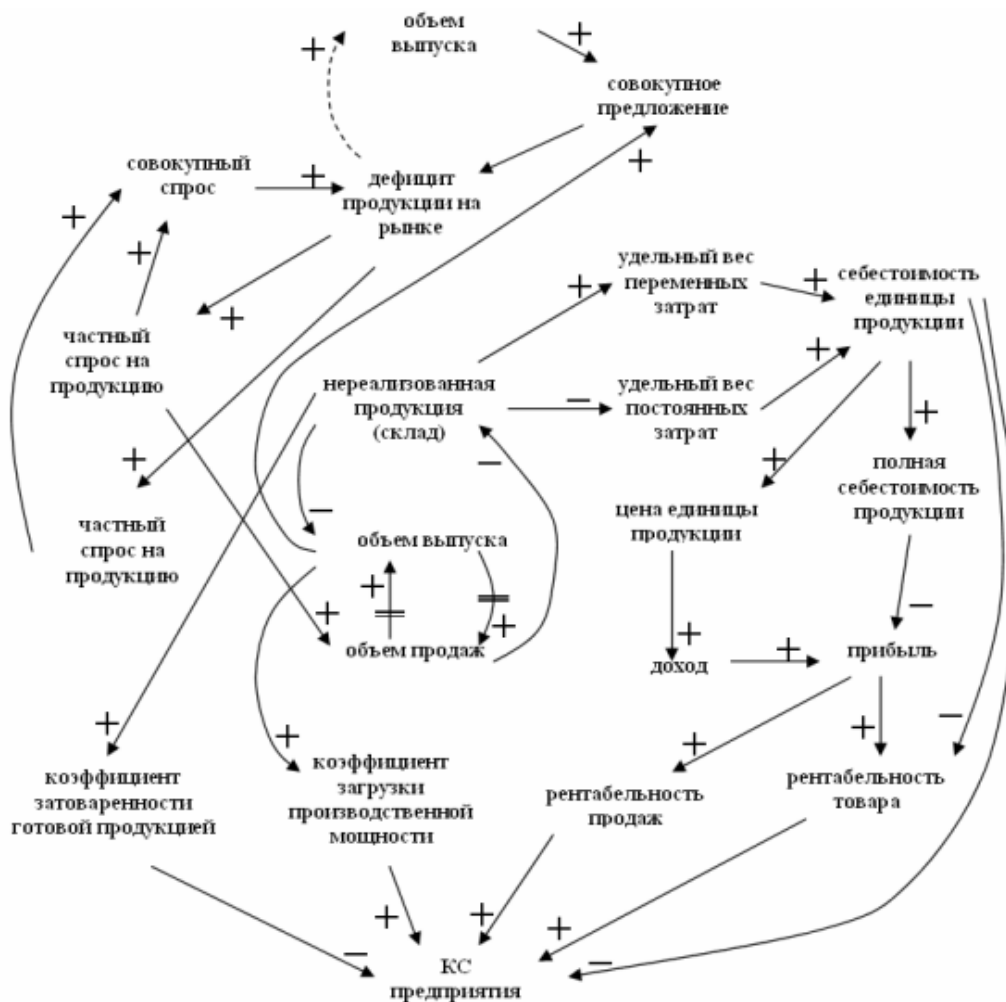 объем
выпуска
+
+
совокупное
предложение
+
совокупный
спрос
+
+
+
дефицит
продукции на
рынке
удельный вес
переменных
затрат
+
+
себестоимость
единицы
продукции
+
частный
спрос на
продукцию
+
нереализованная
продукция
(склад)
−
удельный вес
постоянных
затрат
+
+
+
−
+
полная
себестоимость
продукции
−
цена единицы
продукции
частный
спрос на
продукцию
объем выпуска
+
+
+
−
объем продаж
+
доход
+
прибыль
+
+
+
−
+
коэффициент
затоваренности
готовой продукцией
коэффициент
загрузки
производственной
мощности
рентабельность
продаж
рентабельность
товара
−
+
+
+
−
КС
предприятия